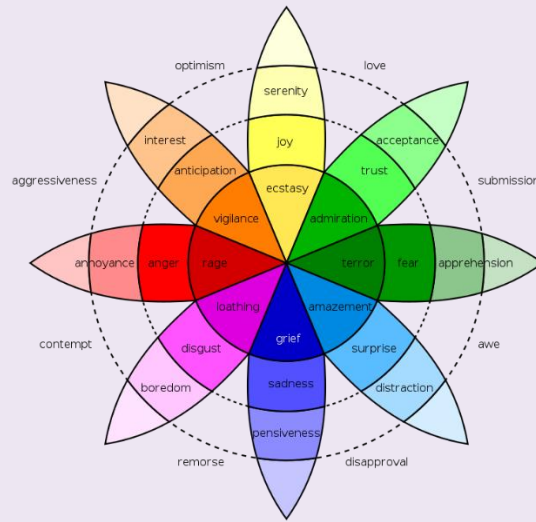 optimism
love
serenity
interest
acceptance
joy
anticipation
trust
aggressiveness
submission
ecstasy
vigilance
admiration
annoyance
anger
rage
terror
fear
apprehension
loathing
amazement
contempt
grief
awe
disgust
surprise
boredom
sadness
distraction
pensiveness
remorse
disapproval